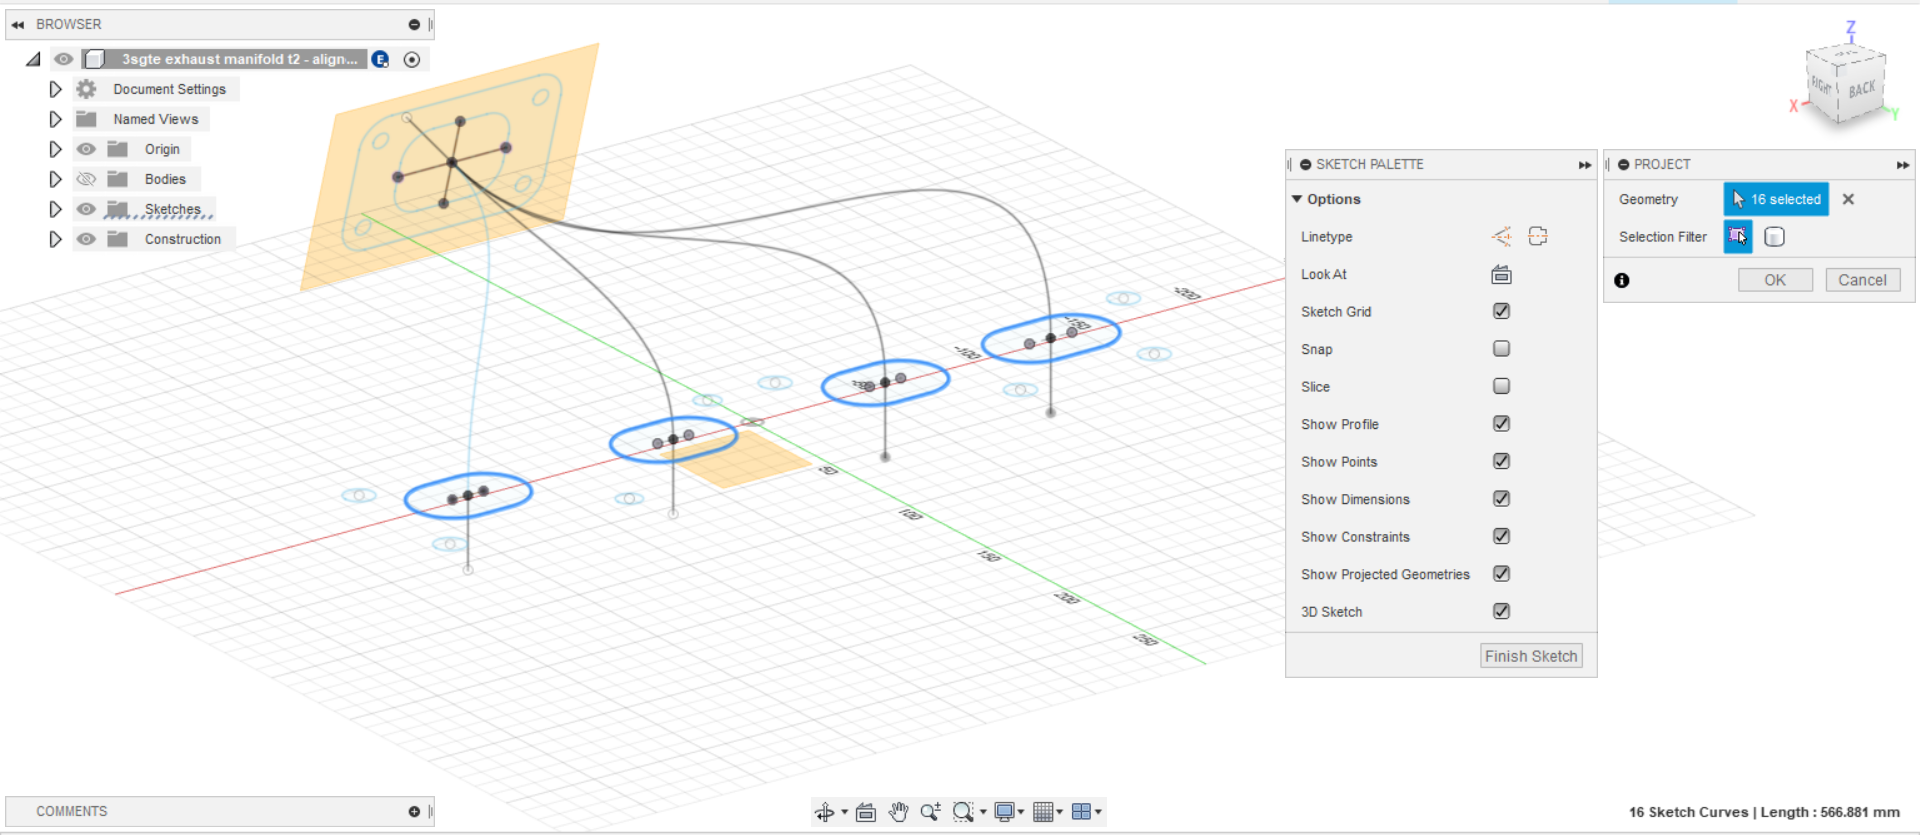 BROWSER
3sgte exhaust manifold t2 - align...
Document Settings
Named Views
Origin
Bodies
Sketches
Construction
SKETCH PALETTE
Options
Linetype
Look At
Sketch Grid
Snap
Slice
Show Profile
Show Points
Show Dimensions
Show Constraints
Show Projected Geometries
3D Sketch
Finish Sketch
PROJECT
Geometry
16 selected
Selection Filter
OK
Cancel
Z
X
Y
RIGHT
BACK
-200
-150
-100
50
100
150
200
250
COMMENTS
16 Sketch Curves | Length : 566.881 mm